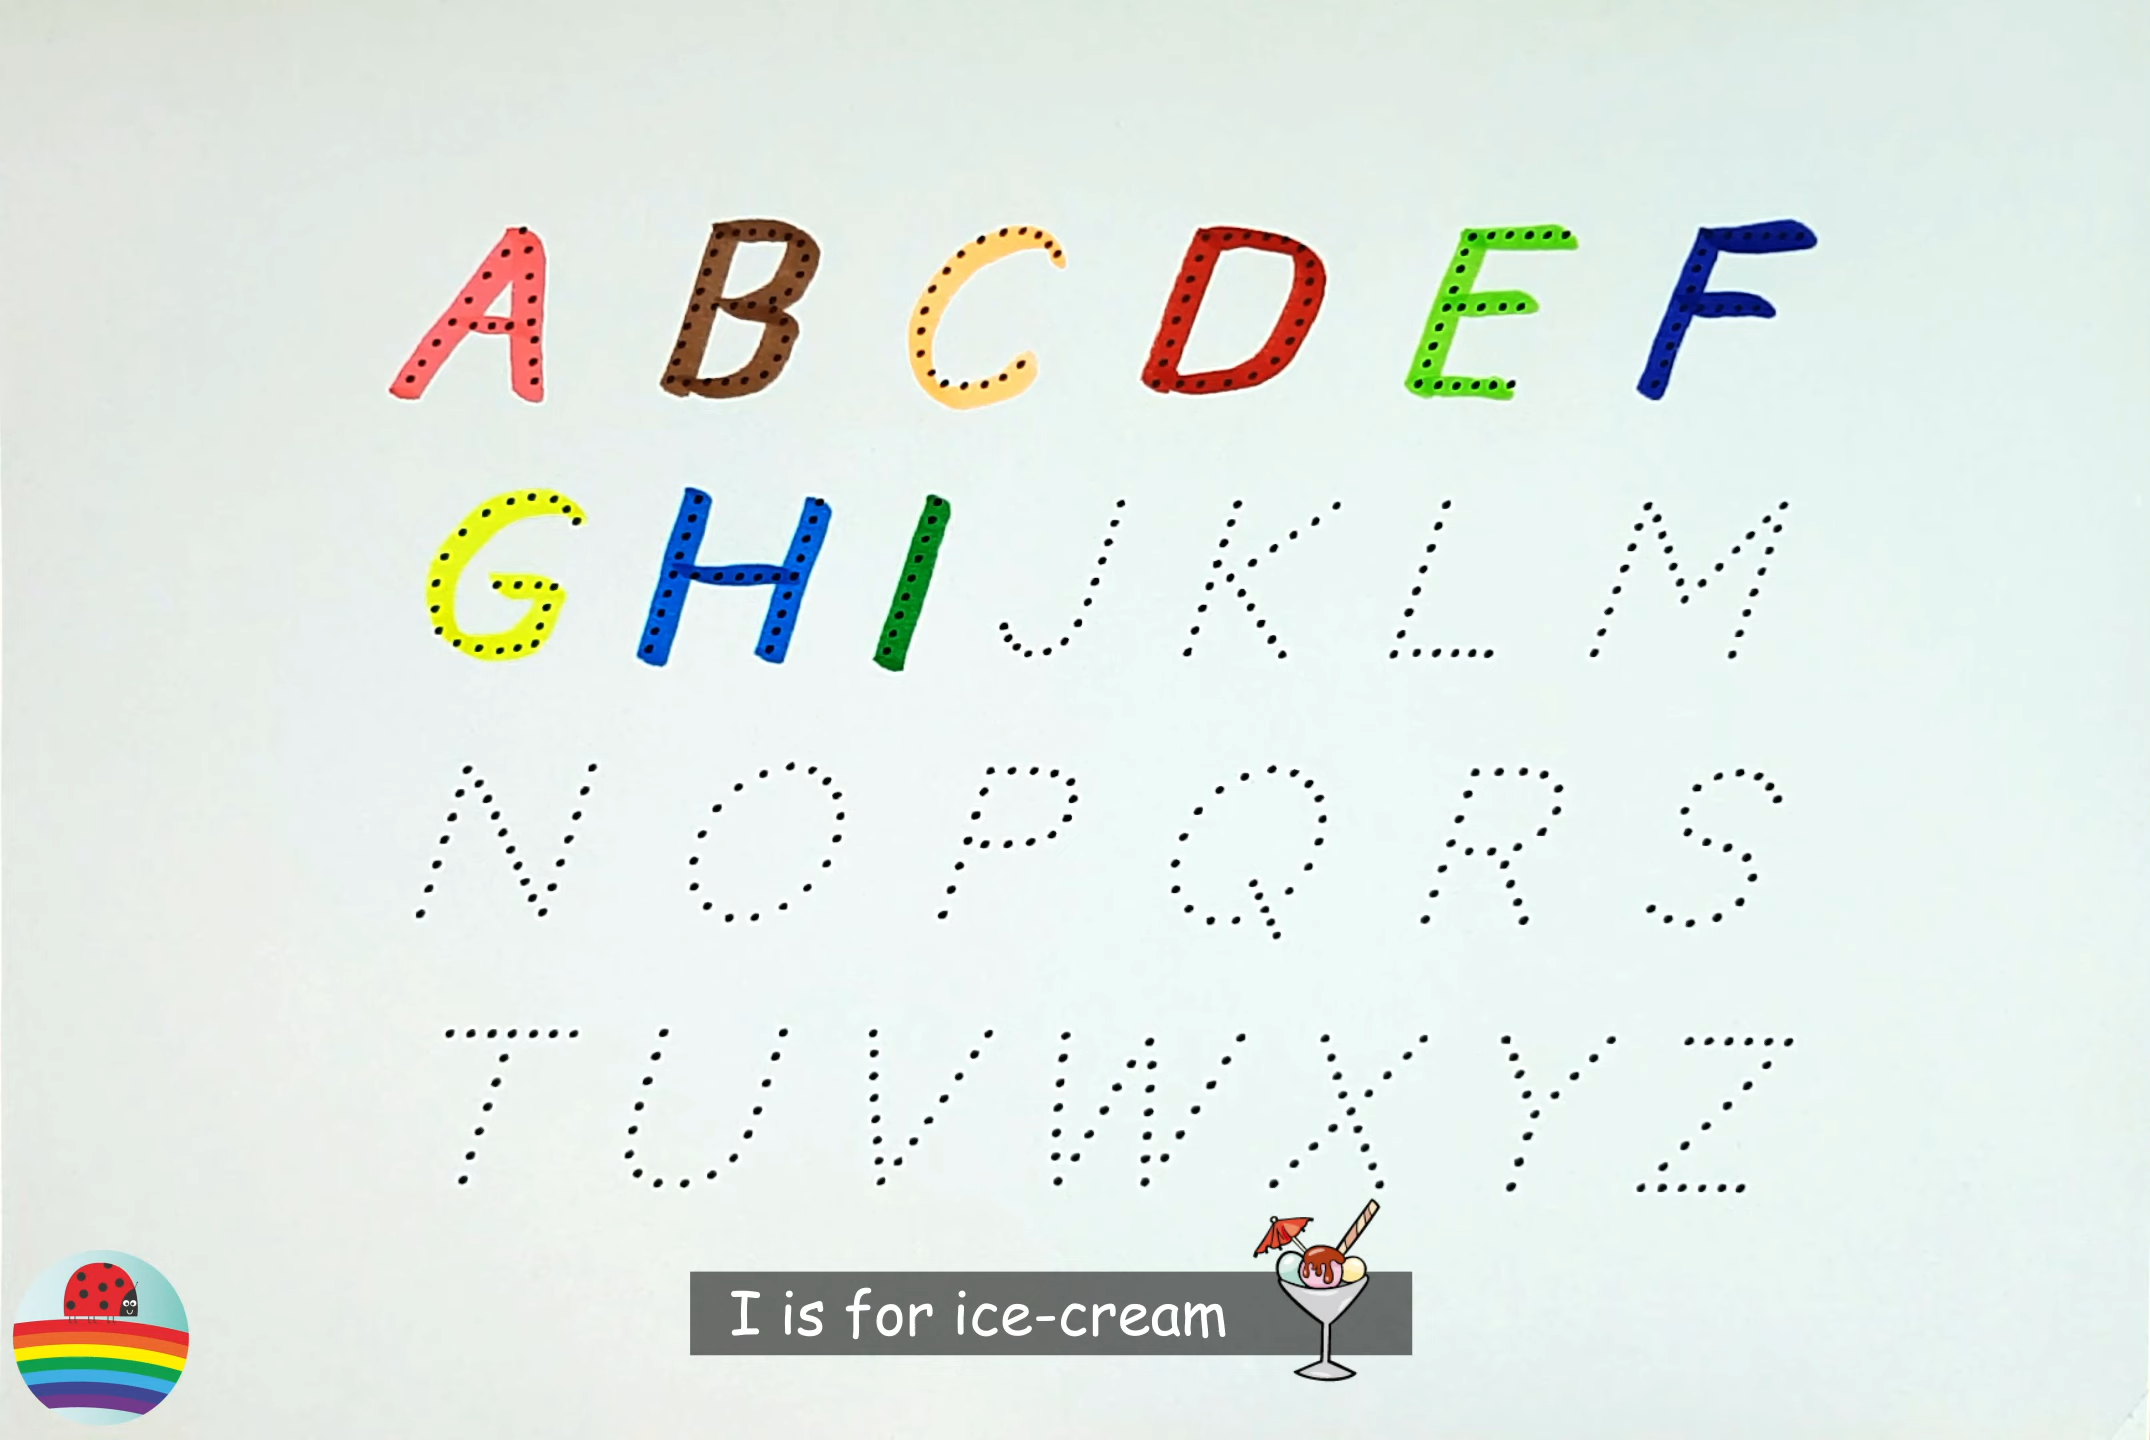 A B C D E F
G H I J K L M
N O P Q R S
T U V W X Y Z
I is for ice-cream